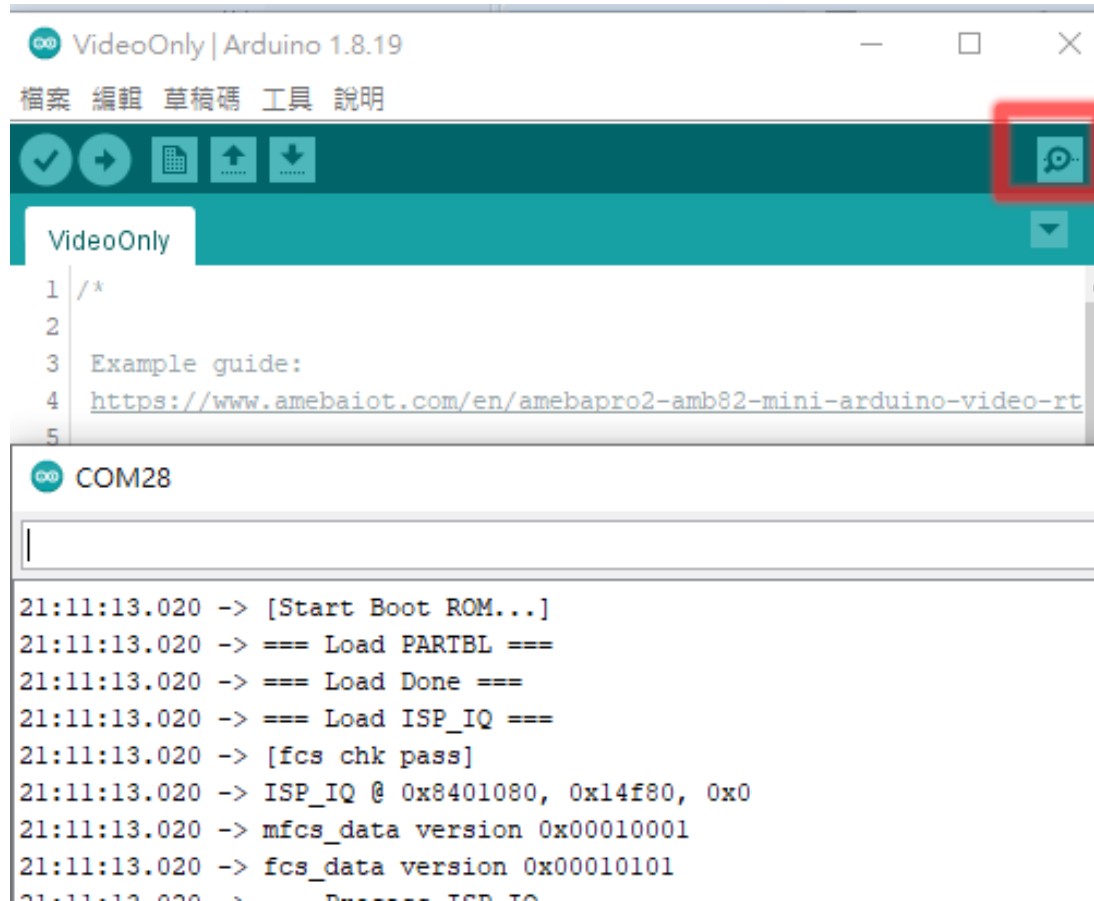 VideoOnly | Arduino 1.8.19
檔案 編輯 草稿碼 工具 說明
VideoOnly
1 /*
2
3 Example guide:
4 https://www.amebaiot.com/en/amebapro2-amb82-mini-arduino-video-rt
5
COM28
21:11:13.020 -> [Start Boot ROM...]
21:11:13.020 -> === Load PARTBL ===
21:11:13.020 -> === Load Done ===
21:11:13.020 -> === Load ISP_IQ ===
21:11:13.020 -> [fcs chk pass]
21:11:13.020 -> ISP_IQ @ 0x8401080, 0x14f80, 0x0
21:11:13.020 -> mfcs_data version 0x00010001
21:11:13.020 -> fcs_data version 0x00010101